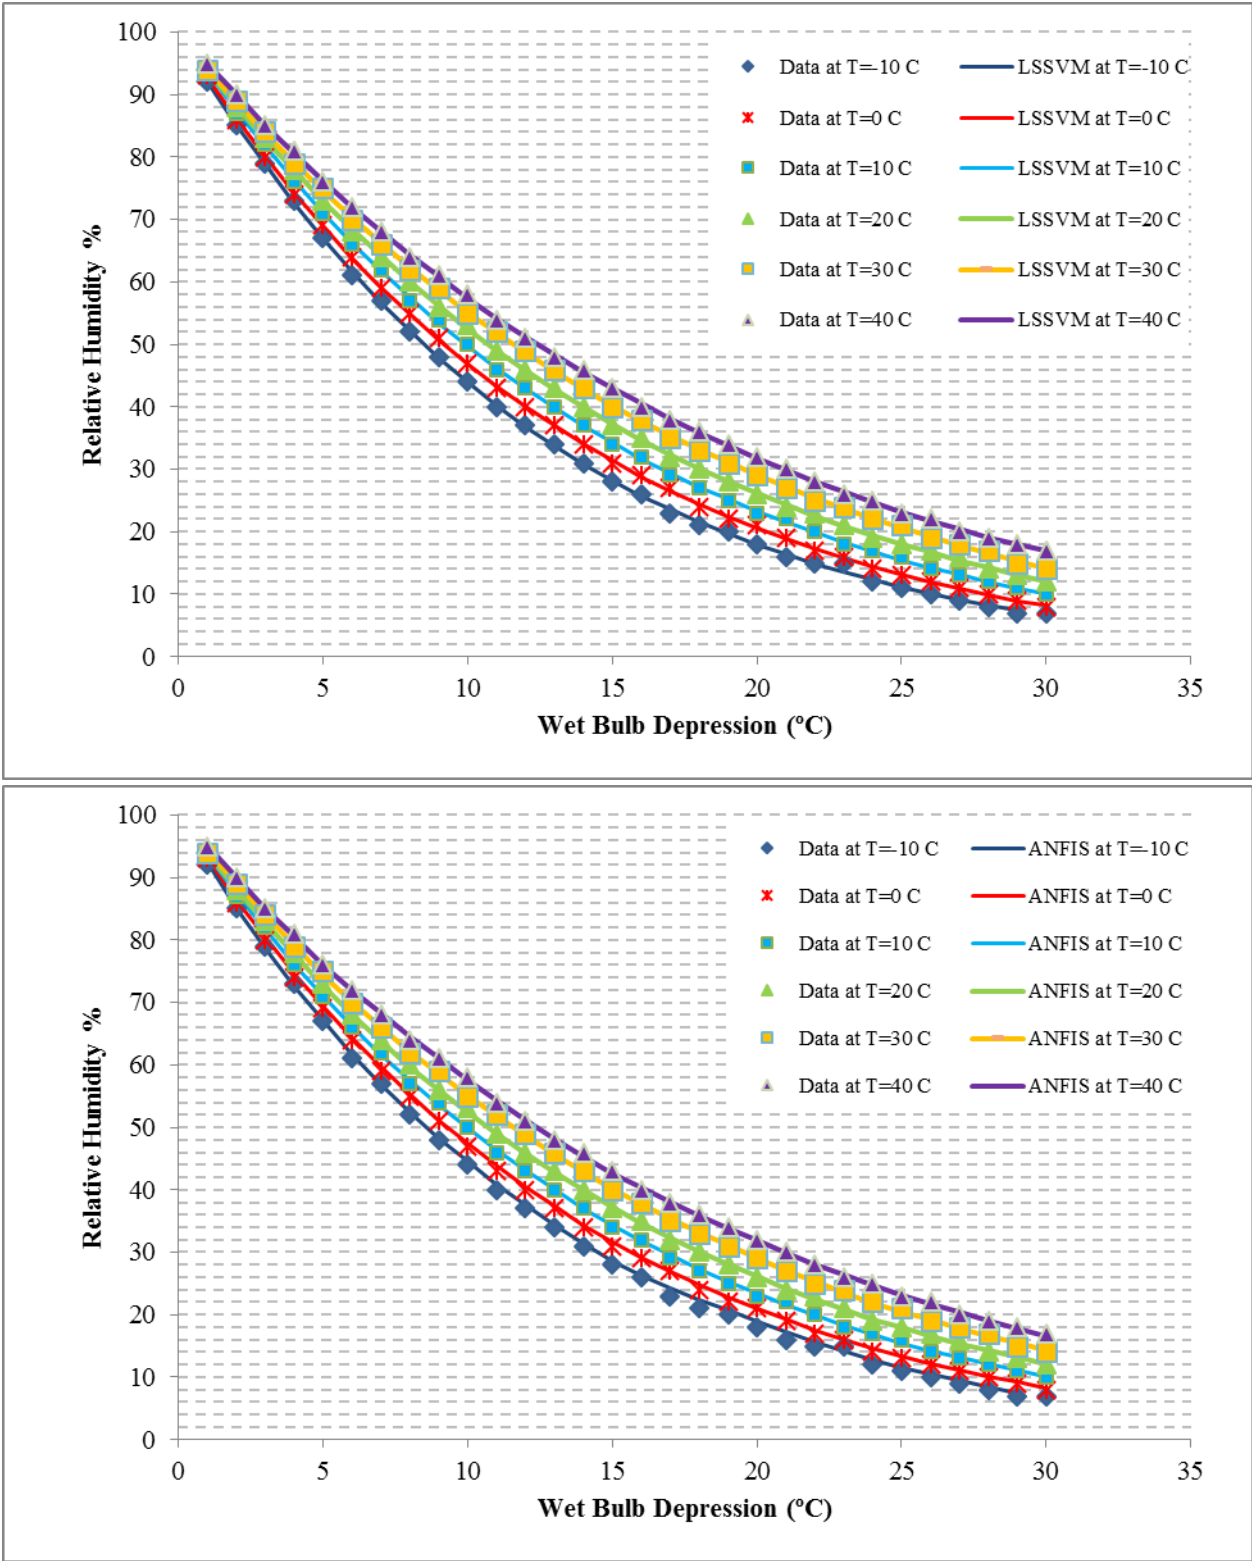 100
90
80
70
60
50
40
30
20
10
0
Relative Humidity %
Data at T=-10 C LSSVM at T=-10 C
Data at T=0 C LSSVM at T=0 C
Data at T=10 C LSSVM at T=10 C
Data at T=20 C LSSVM at T=20 C
Data at T=30 C LSSVM at T=30 C
Data at T=40 C LSSVM at T=40 C
0 5 10 15 20 25 30 35
Wet Bulb Depression (ºC)
100
90
80
70
60
50
40
30
20
10
0
Relative Humidity %
Data at T=-10 C ANFIS at T=-10 C
Data at T=0 C ANFIS at T=0 C
Data at T=10 C ANFIS at T=10 C
Data at T=20 C ANFIS at T=20 C
Data at T=30 C ANFIS at T=30 C
Data at T=40 C ANFIS at T=40 C
0 5 10 15 20 25 30 35
Wet Bulb Depression (ºC)